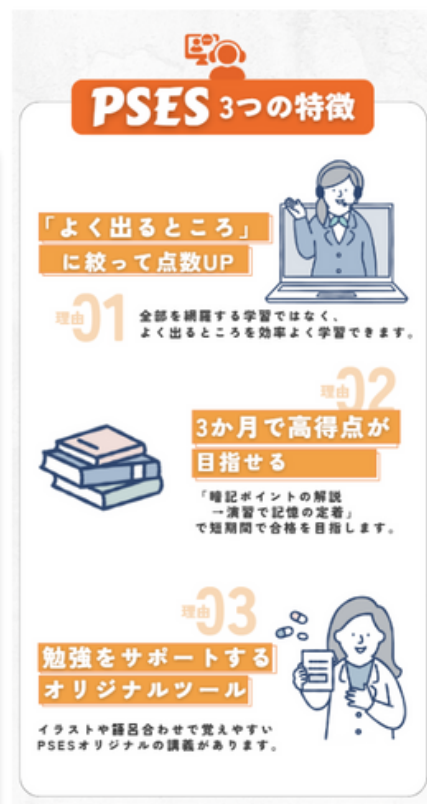 PSES 3つの特徴
「よく出るところ」
に絞って点数UP
理由01
全部を網羅する学習ではなく、
よく出るところを効率よく学習できます。
理由02
3か月で高得点が
目指せる
「暗記ポイントの解説
→演習で記憶の定着」
で短期間で合格を目指します。
理由03
勉強をサポートする
オリジナルツール
イラストや語呂合わせで覚えやすい
PSESオリジナルの講義があります。